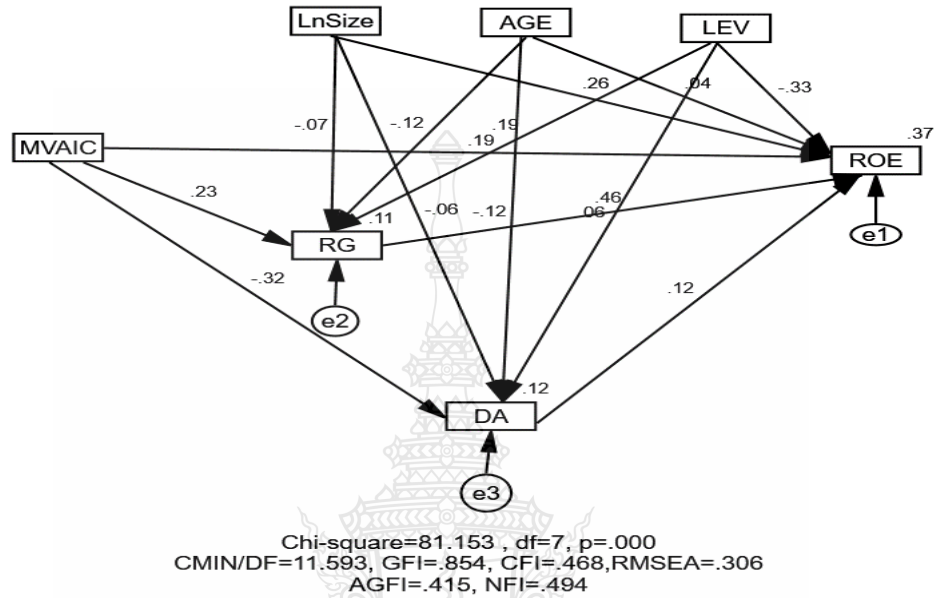 LnSize
AGE
LEV
.26
.04
-.33
-.07
-.12
.19
.19
.37
MVAIC
ROE
.23
.46
-.06
-.12
.06
.11
RG
e1
-.32
.12
e2
.12
DA
e3
Chi-square=81.153 , df=7, p=.000
CMIN/DF=11.593, GFI=.854, CFI=.468,RMSEA=.306
AGFI=.415, NFI=.494